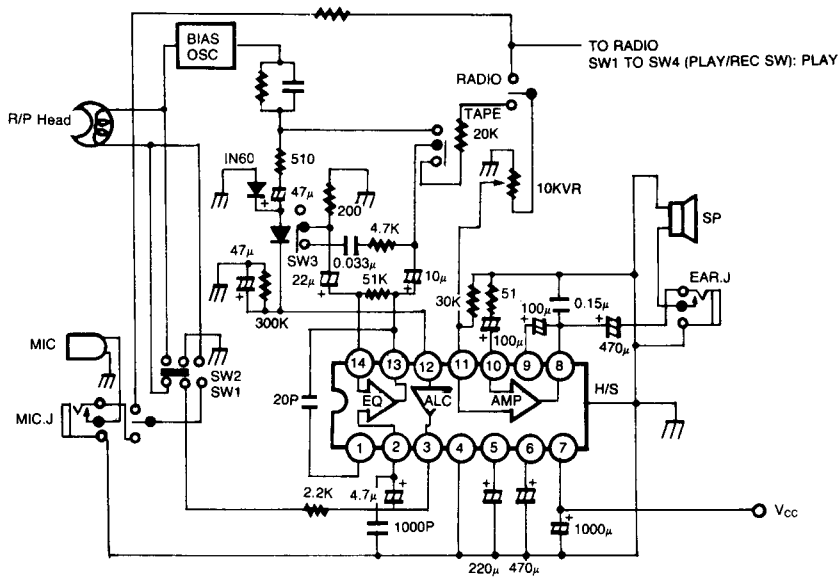 BIAS
OSC
TO RADIO
SW1 TO SW4 (PLAY/REC SW): PLAY
RADIO
R/P Head
TAPE
20K
IN60
510
47μ
200
10KVR
SP
4.7K
SW3
0.033μ
47μ
22μ
51K
10μ
EAR.J
30K
51
0.15μ
100μ
300K
100μ
470μ
MIC
14
13
12
11
10
9
8
SW2
SW1
20P
EQ
ALC
AMP
H/S
MIC.J
1
2
3
4
5
6
7
2.2K
4.7μ
1000P
VCC
1000μ
220μ
470μ
+
+
+
+
+
+
+
+
+
+
+
+